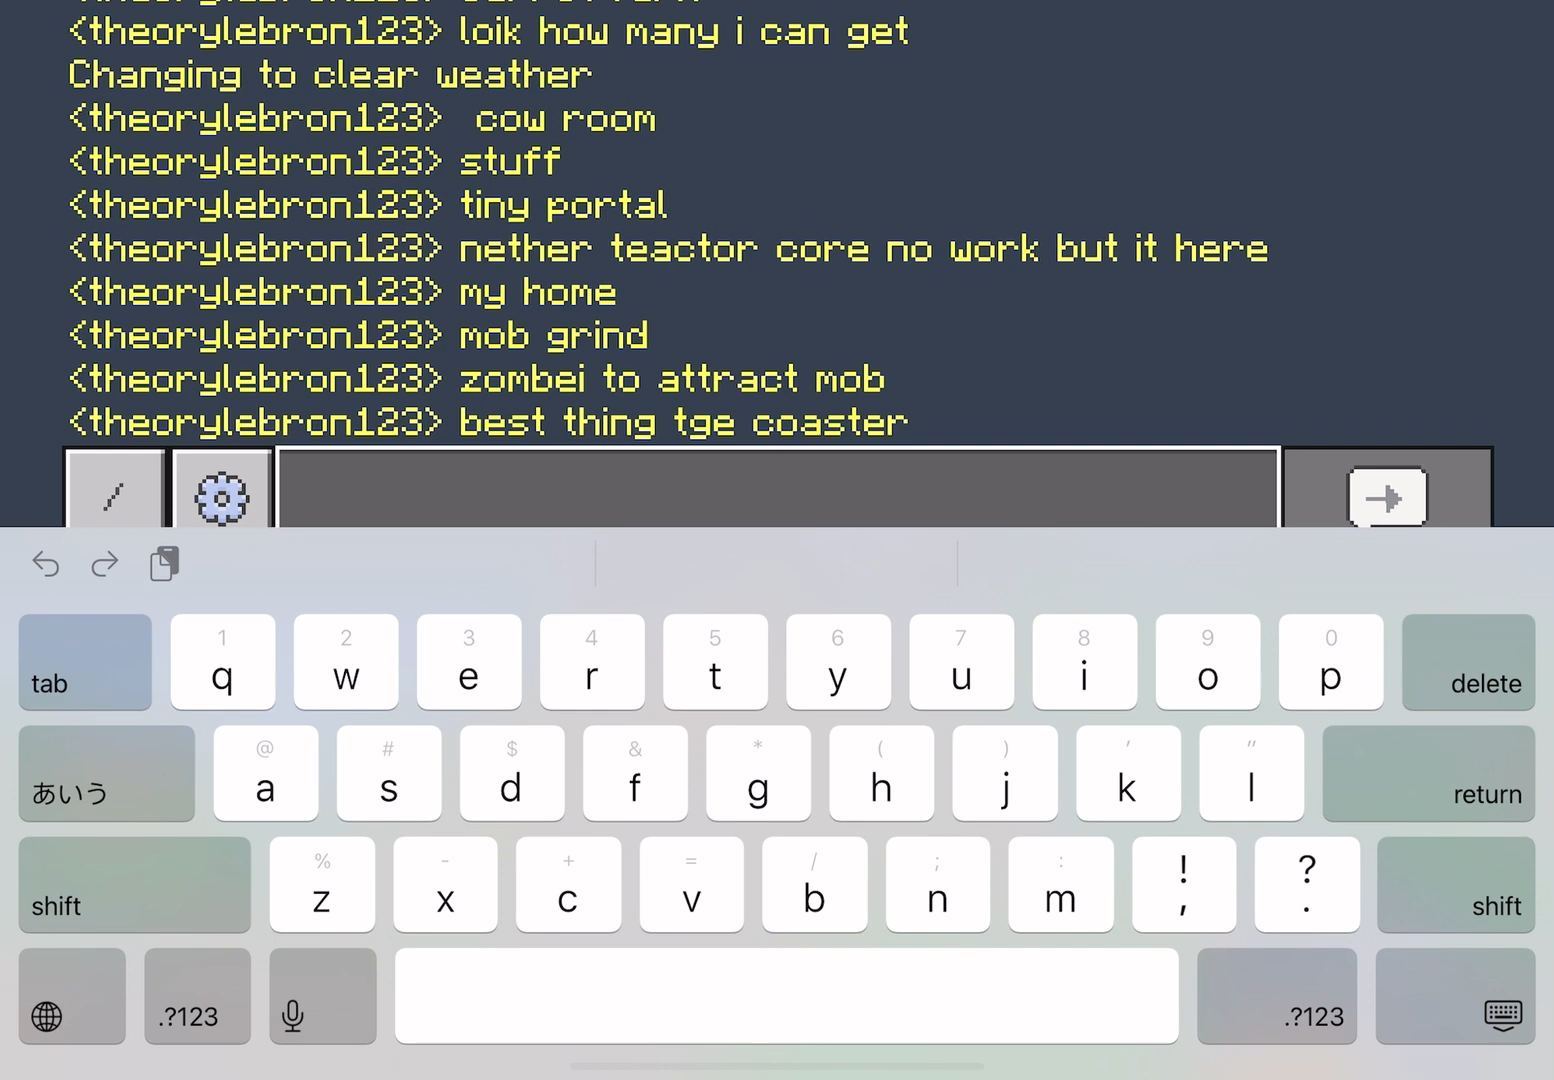 <theorylebron123> loik how many i can get
Changing to clear weather
<theorylebron123>  cow room
<theorylebron123> stuff
<theorylebron123> tiny portal
<theorylebron123> nether teactor core no work but it here
<theorylebron123> my home
<theorylebron123> mob grind
<theorylebron123> zombei to attract mob
<theorylebron123> best thing tge coaster
/
1 2 3 4 5 6 7 8 9 0
tab q w e r t y u i o p delete
@ # $ & * ( ) ' "
あいう a s d f g h j k l return
% - + = / ; : ! ?
shift z x c v b n m , . shift
.?123 .?123